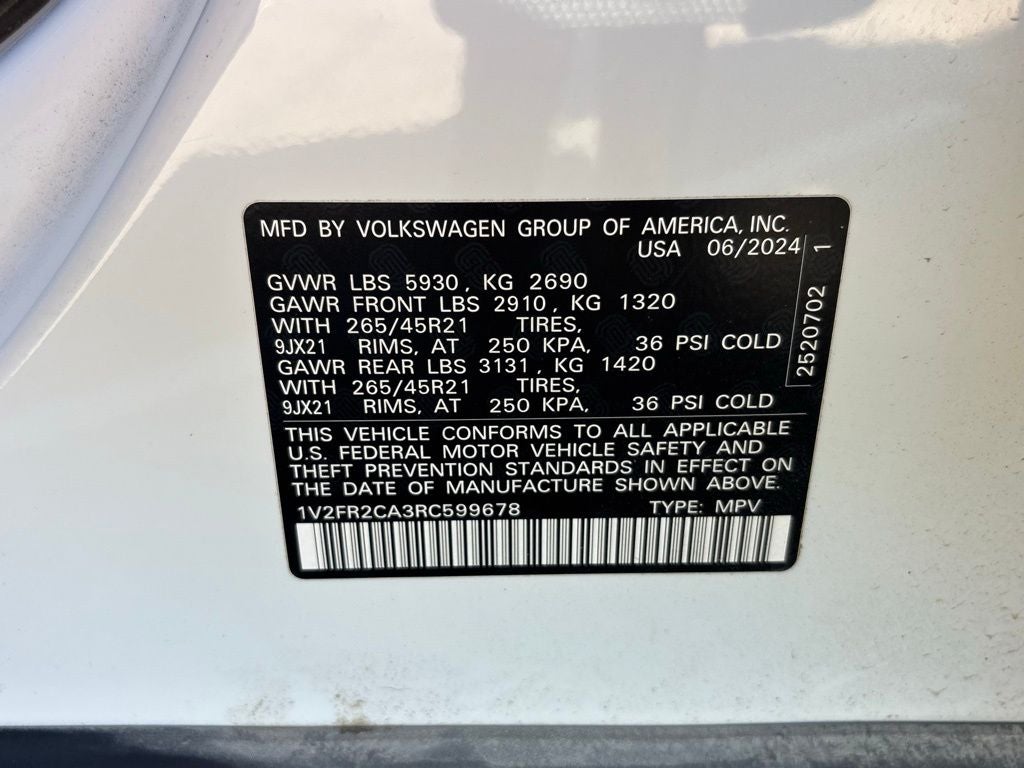 MFD BY VOLKSWAGEN GROUP OF AMERICA, INC.
USA 06/2024
GVWR LBS 5930, KG 2690
GAWR FRONT LBS 2910, KG 1320
WITH 265/45R21 TIRES,
9JX21 RIMS, AT 250 KPA, 36 PSI COLD
GAWR REAR LBS 3131, KG 1420
WITH 265/45R21 TIRES,
9JX21 RIMS, AT 250 KPA, 36 PSI COLD
2520702 1
THIS VEHICLE CONFORMS TO ALL APPLICABLE
U.S. FEDERAL MOTOR VEHICLE SAFETY AND
THEFT PREVENTION STANDARDS IN EFFECT ON
THE DATE OF MANUFACTURE SHOWN ABOVE.
1V2FR2CA3RC599678 TYPE: MPV